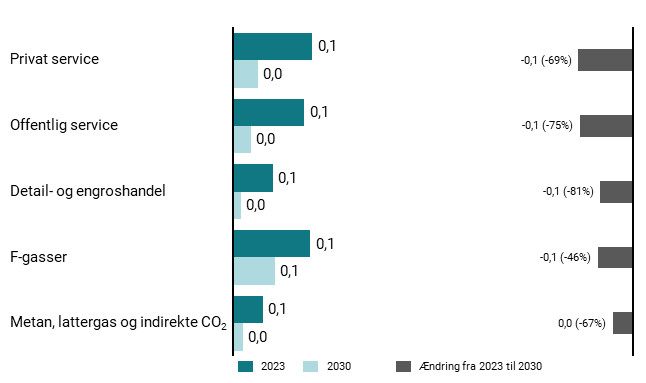 0,1
Privat service
-0,1 (-69%)
0,0
0,1
Offentlig service
-0,1 (-75%)
0,0
0,1
Detail- og engroshandel
-0,1 (-81%)
0,0
0,1
F-gasser
-0,1 (-46%)
0,1
0,1
Metan, lattergas og indirekte CO₂
0,0 (-67%)
0,0
2023
2030
Ændring fra 2023 til 2030